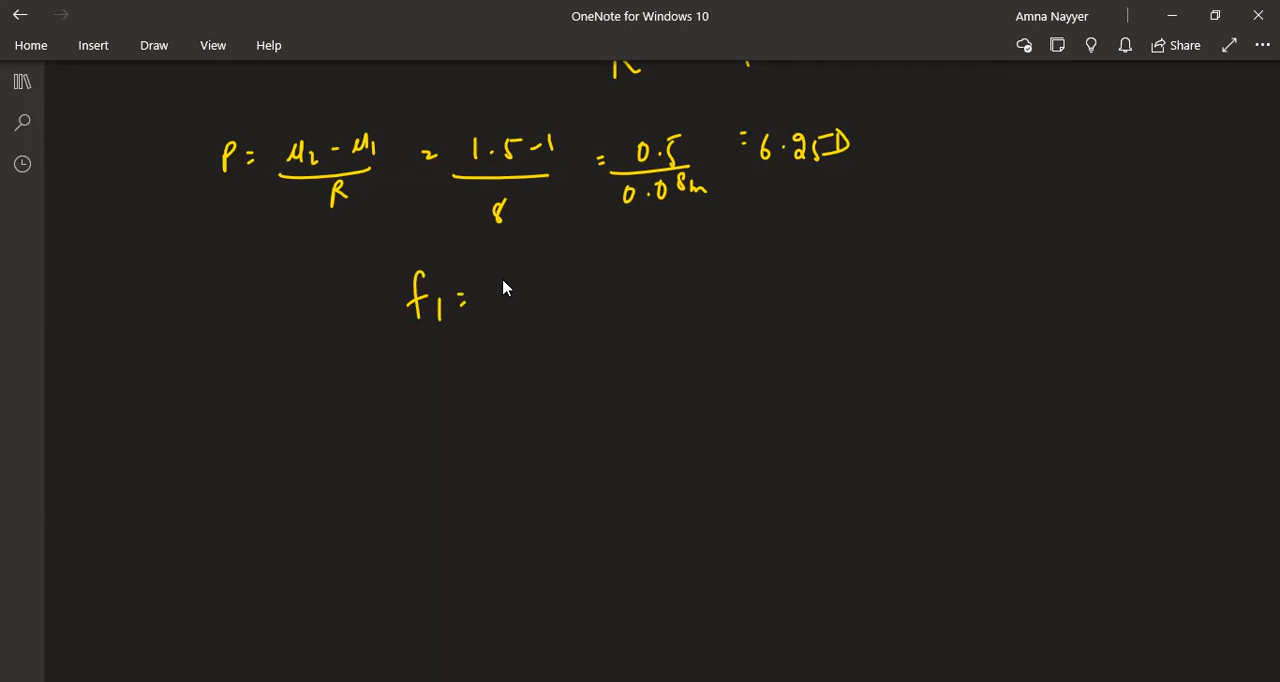 OneNote for Windows 10
Amna Nayyer
Home Insert Draw View Help
Share
R
P = μ₂ - μ₁ / R = 1.5 - 1 / 8 = 0.5 / 0.08m = 6.25D
f₁ =